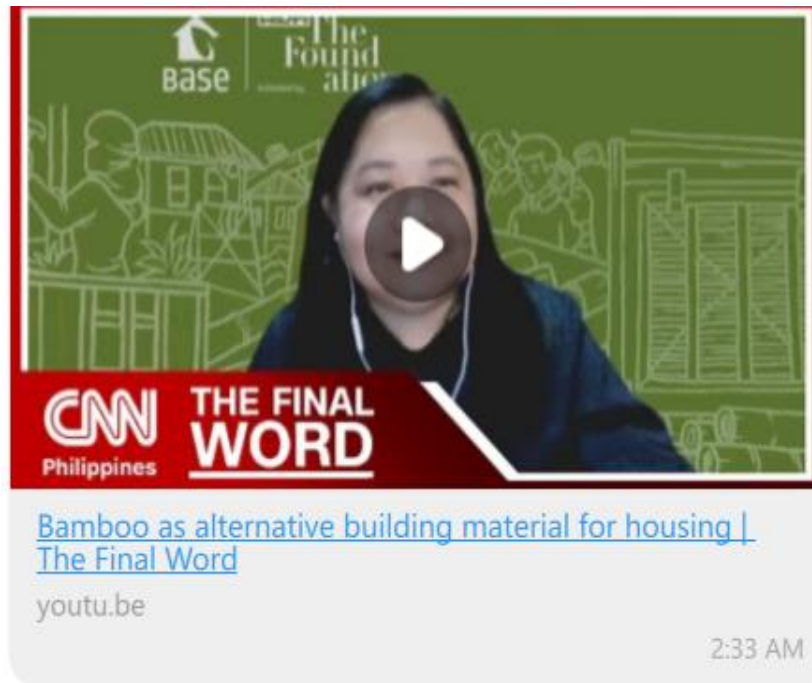 BASE
The
Found
atio
CNN
Philippines
THE FINAL
WORD
Bamboo as alternative building material for housing |
The Final Word
youtu.be
2:33 AM